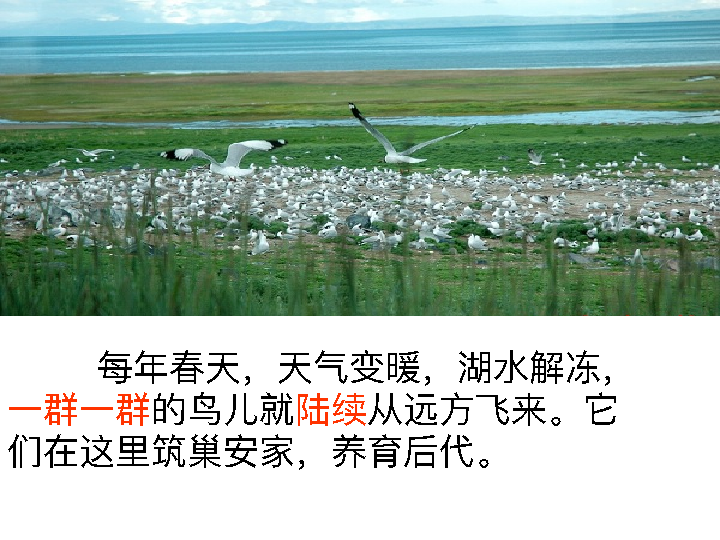 每年春天，天气变暖，湖水解冻，
一群一群的鸟儿就陆续从远方飞来。它
们在这里筑巢安家，养育后代。